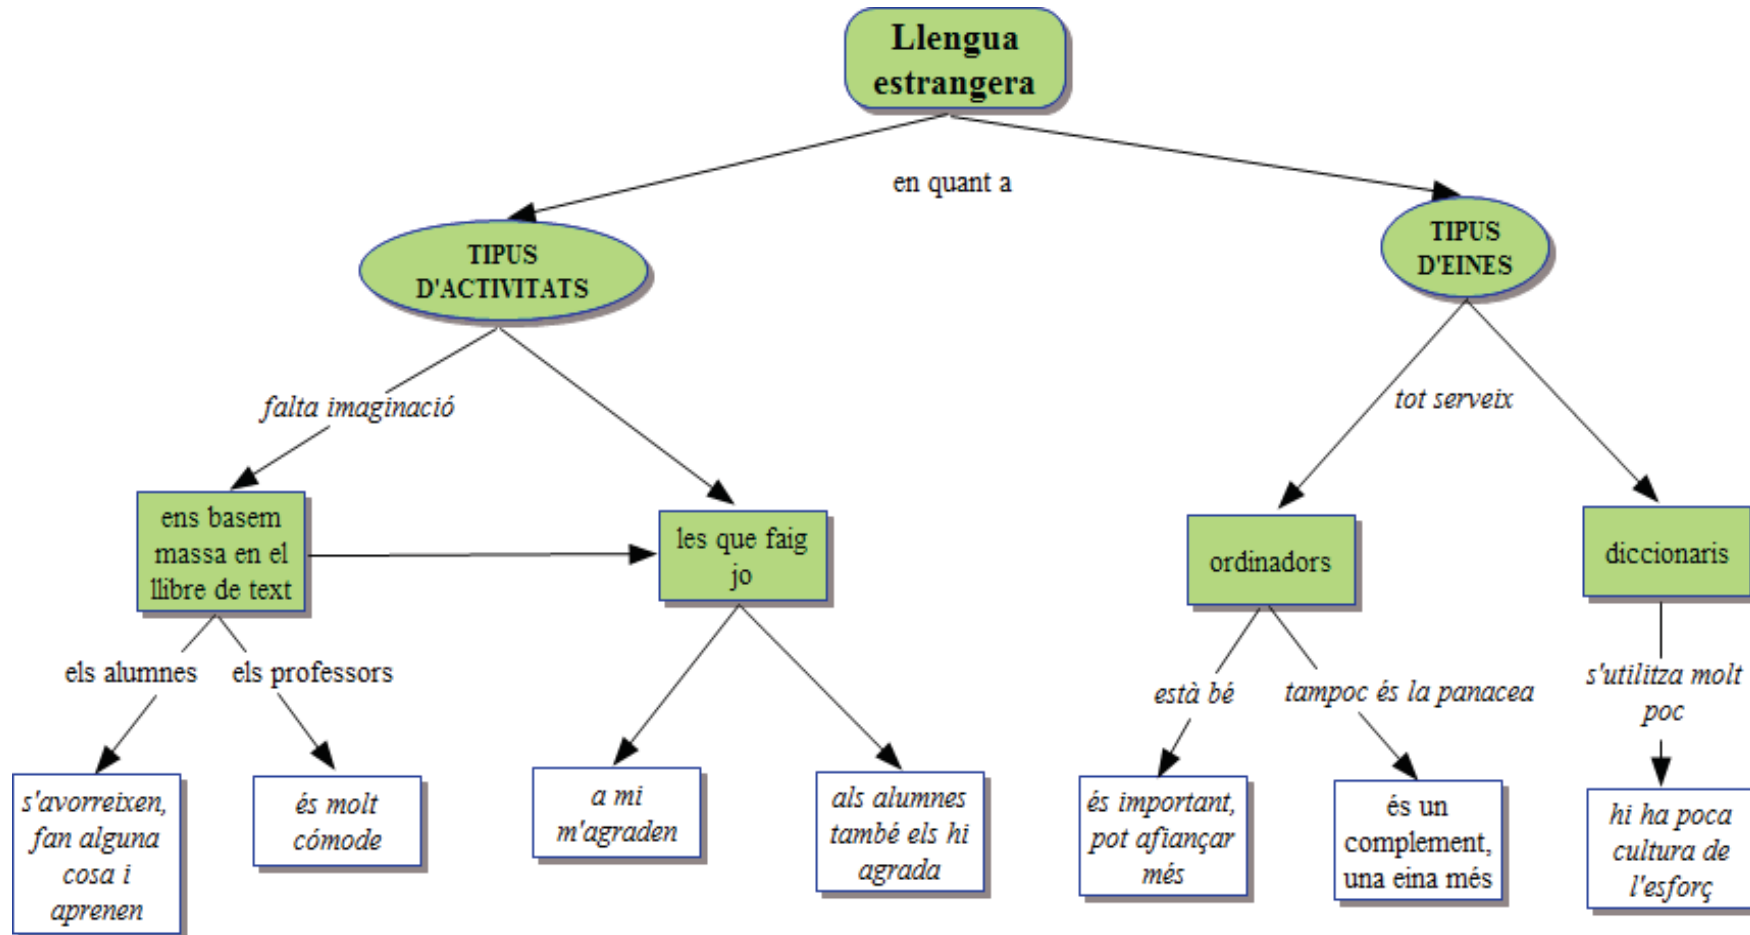 Llengua
estrangera
en quant a
TIPUS
D'ACTIVITATS
TIPUS
D'EINES
falta imaginació
tot serveix
ens basem
massa en el
llibre de text
les que faig
jo
ordinadors
diccionaris
els alumnes
els professors
està bé
tampoc és la panacea
s'utilitza molt
poc
s'avorreixen,
fan alguna
cosa i
aprenen
és molt
cómode
a mi
m'agraden
als alumnes
també els hi
agrada
és important,
pot afiançar
més
és un
complement,
una eina més
hi ha poca
cultura de
l'esforç